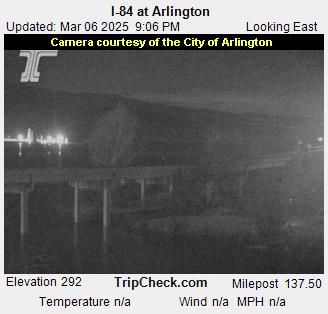 I-84 at Arlington
Updated: Mar 06 2025 9:06 PM Looking East
Camera courtesy of the City of Arlington
Elevation 292 TripCheck.com Milepost 137.50
Temperature n/a Wind n/a MPH n/a